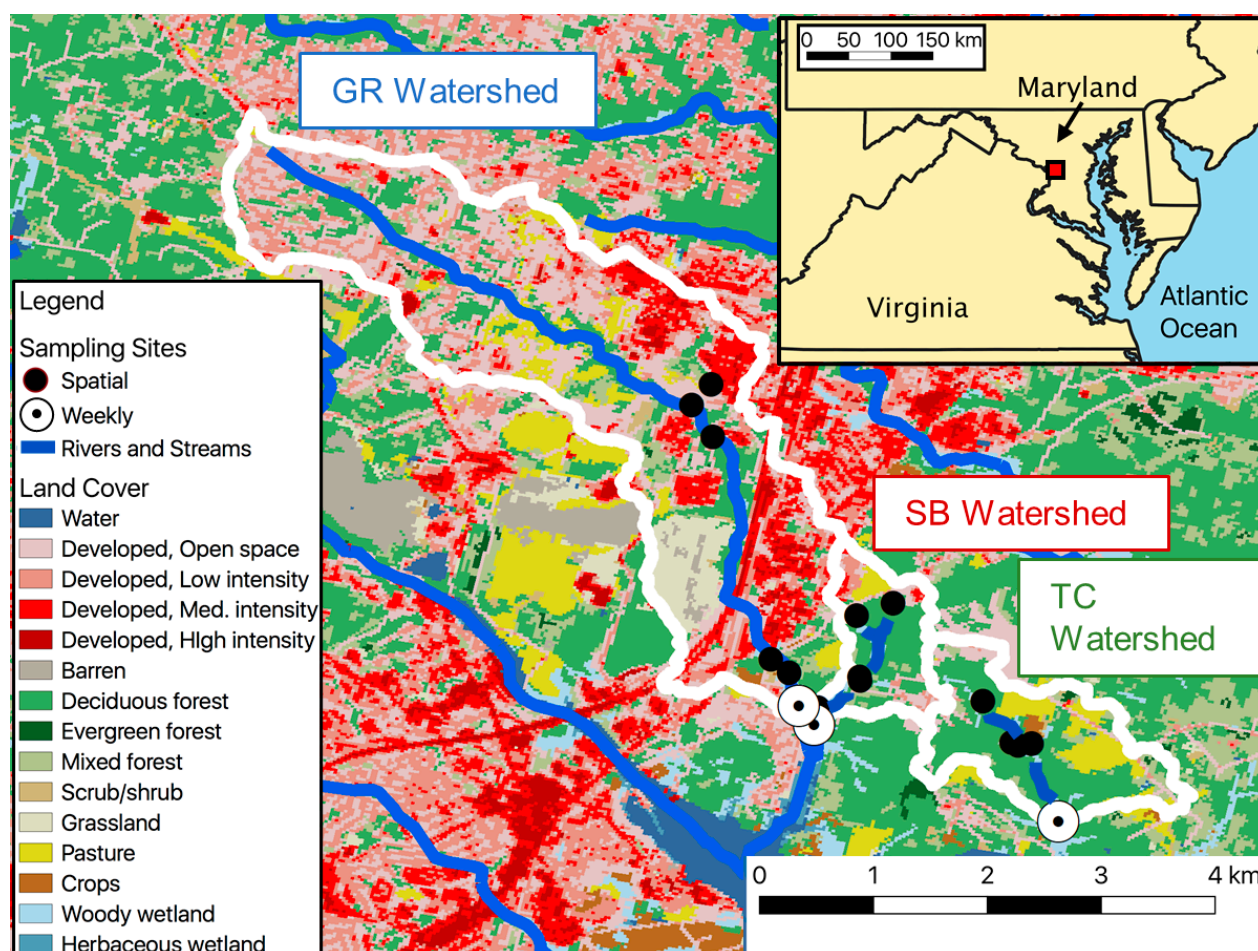 GR Watershed
0 50 100 150 km
Maryland
Virginia
Atlantic
Ocean
Legend
Sampling Sites
Spatial
Weekly
Rivers and Streams
Land Cover
Water
Developed, Open space
Developed, Low intensity
Developed, Med. intensity
Developed, HIgh intensity
Barren
Deciduous forest
Evergreen forest
Mixed forest
Scrub/shrub
Grassland
Pasture
Crops
Woody wetland
Herbaceous wetland
SB Watershed
TC
Watershed
0 1 2 3 4 km